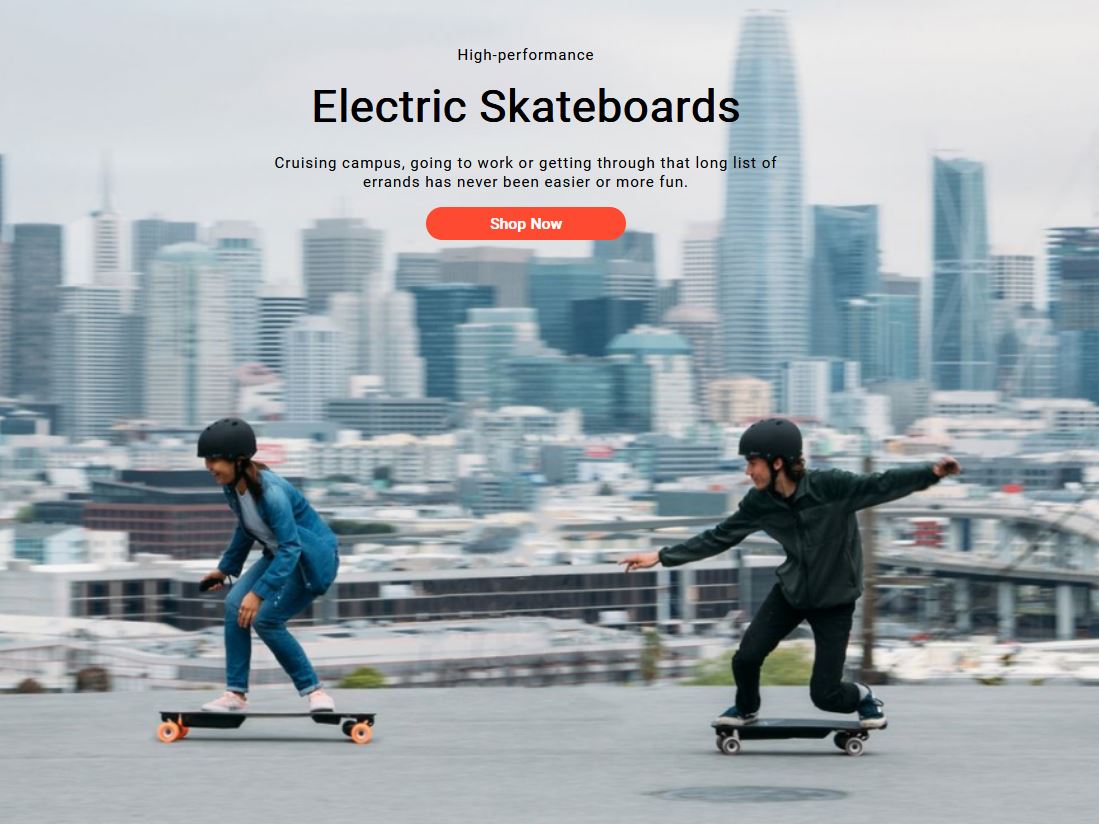 High-performance
Electric Skateboards
Cruising campus, going to work or getting through that long list of
errands has never been easier or more fun.
Shop Now